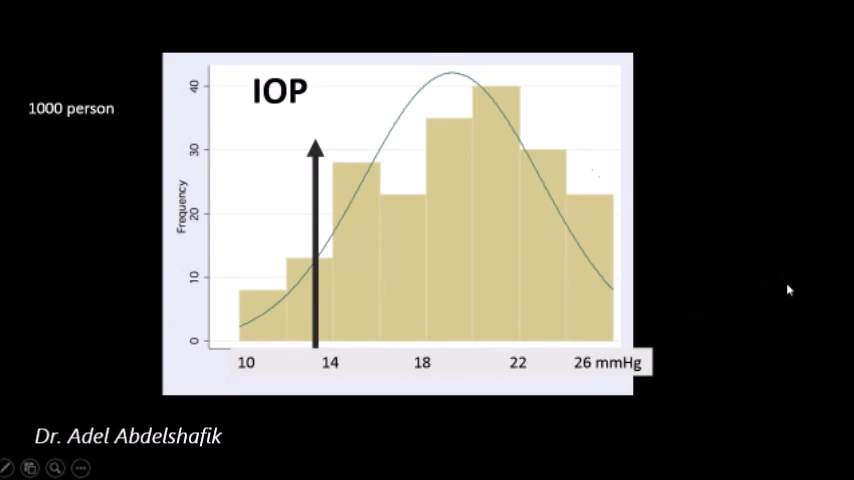 IOP
1000 person
40
30
20
10
0
Frequency
10 14 18 22 26 mmHg
Dr. Adel Abdelshafik